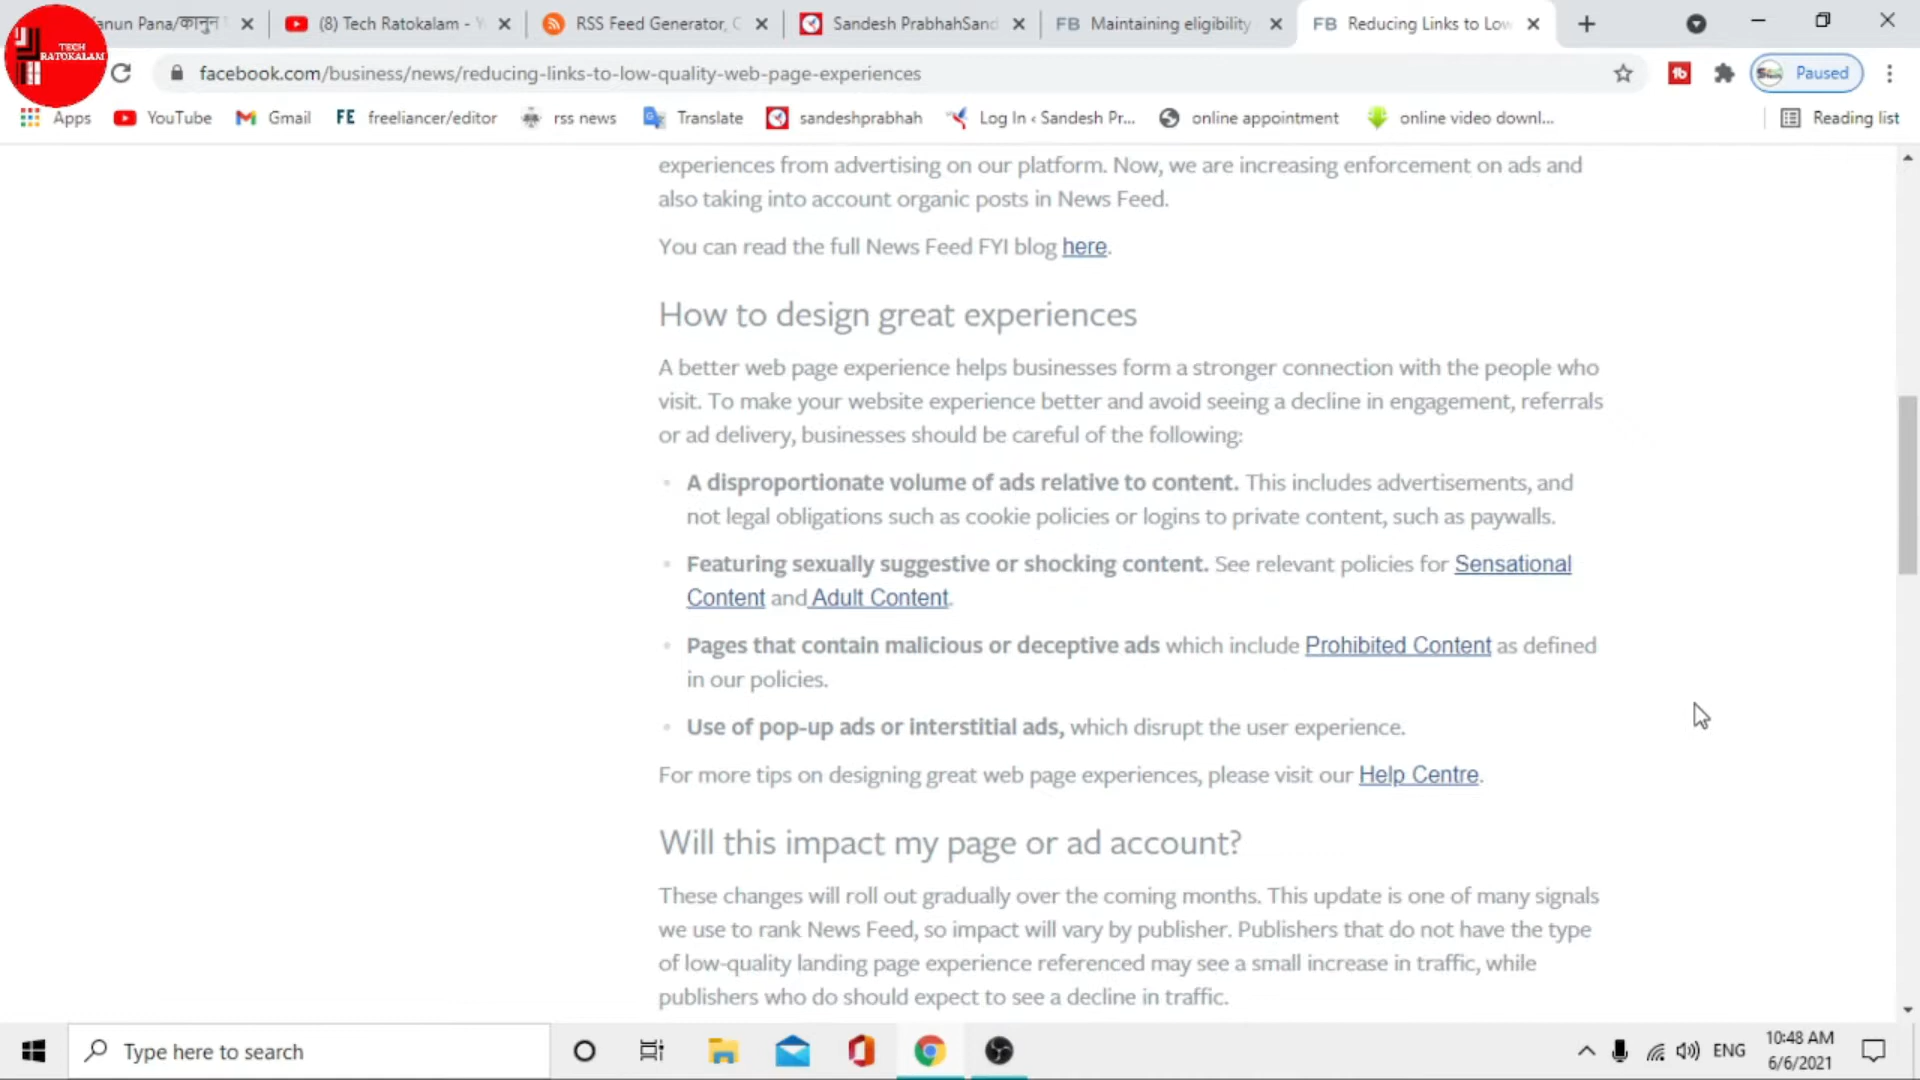 anun Pana/कानुन
(8) Tech Ratokalam -
RSS Feed Generator,
Sandesh PrabhahSand
FB Maintaining eligibility
FB Reducing Links to Low
TECH
RATOKALAM
facebook.com/business/news/reducing-links-to-low-quality-web-page-experiences
Paused
Apps
YouTube
Gmail
FE freeliancer/editor
rss news
Translate
sandeshprabhah
Log In ‹ Sandesh Pr...
online appointment
online video downl...
Reading list
experiences from advertising on our platform. Now, we are increasing enforcement on ads and
also taking into account organic posts in News Feed.
You can read the full News Feed FYI blog here.
How to design great experiences
A better web page experience helps businesses form a stronger connection with the people who
visit. To make your website experience better and avoid seeing a decline in engagement, referrals
or ad delivery, businesses should be careful of the following:
A disproportionate volume of ads relative to content. This includes advertisements, and
not legal obligations such as cookie policies or logins to private content, such as paywalls.
Featuring sexually suggestive or shocking content. See relevant policies for Sensational
Content and Adult Content.
Pages that contain malicious or deceptive ads which include Prohibited Content as defined
in our policies.
Use of pop-up ads or interstitial ads, which disrupt the user experience.
For more tips on designing great web page experiences, please visit our Help Centre.
Will this impact my page or ad account?
These changes will roll out gradually over the coming months. This update is one of many signals
we use to rank News Feed, so impact will vary by publisher. Publishers that do not have the type
of low-quality landing page experience referenced may see a small increase in traffic, while
publishers who do should expect to see a decline in traffic.
Type here to search
ENG
10:48 AM
6/6/2021